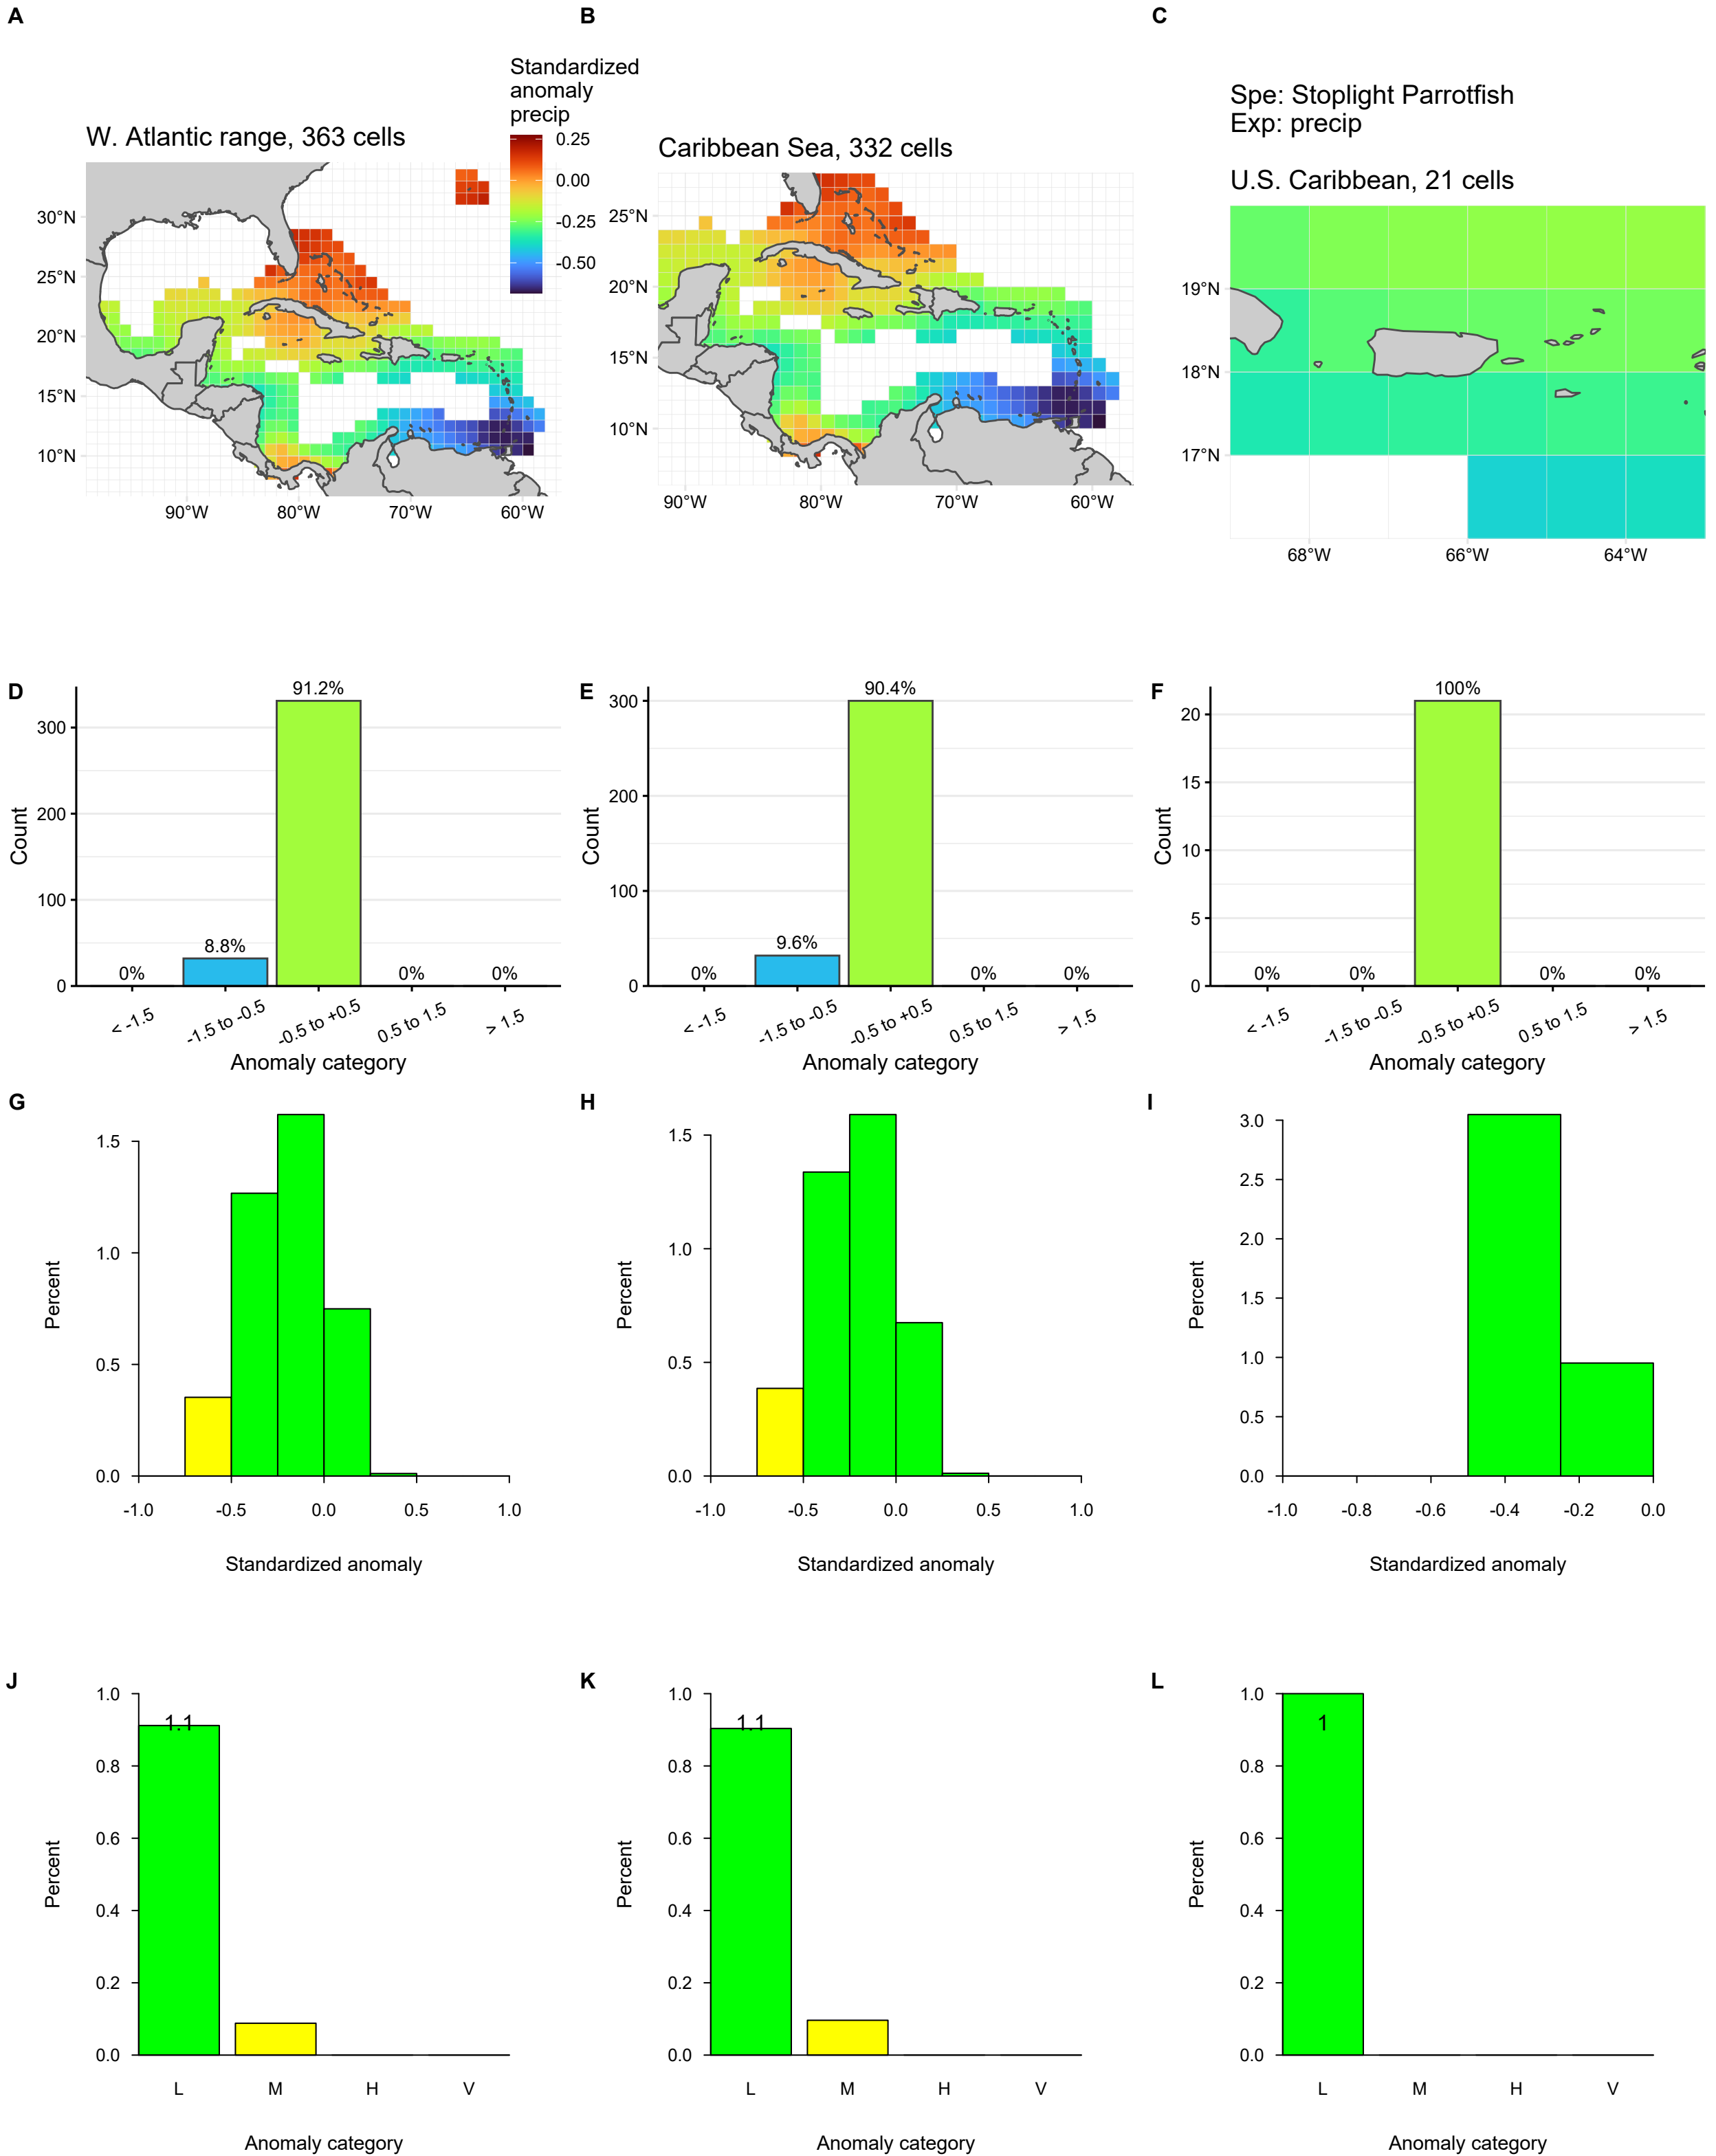 A
B
C
Standardized
anomaly
precip
0.25
0.00
-0.25
-0.50
W. Atlantic range, 363 cells
30°N
25°N
20°N
15°N
10°N
90°W
80°W
70°W
60°W
Caribbean Sea, 332 cells
25°N
20°N
15°N
10°N
90°W
80°W
70°W
60°W
Spe: Stoplight Parrotfish
Exp: precip
U.S. Caribbean, 21 cells
19°N
18°N
17°N
68°W
66°W
64°W
D
Count
300
200
100
0
0%
8.8%
91.2%
0%
0%
< -1.5
-1.5 to -0.5
-0.5 to +0.5
0.5 to 1.5
> 1.5
Anomaly category
E
Count
300
200
100
0
0%
9.6%
90.4%
0%
0%
< -1.5
-1.5 to -0.5
-0.5 to +0.5
0.5 to 1.5
> 1.5
Anomaly category
F
Count
20
15
10
5
0
0%
0%
100%
0%
0%
< -1.5
-1.5 to -0.5
-0.5 to +0.5
0.5 to 1.5
> 1.5
Anomaly category
G
Percent
1.5
1.0
0.5
0.0
-1.0
-0.5
0.0
0.5
1.0
Standardized anomaly
H
Percent
1.5
1.0
0.5
0.0
-1.0
-0.5
0.0
0.5
1.0
Standardized anomaly
I
Percent
3.0
2.5
2.0
1.5
1.0
0.5
0.0
-1.0
-0.8
-0.6
-0.4
-0.2
0.0
Standardized anomaly
J
Percent
1.0
0.8
0.6
0.4
0.2
0.0
1.1
L
M
H
V
Anomaly category
K
Percent
1.0
0.8
0.6
0.4
0.2
0.0
1.1
L
M
H
V
Anomaly category
L
Percent
1.0
0.8
0.6
0.4
0.2
0.0
1
L
M
H
V
Anomaly category